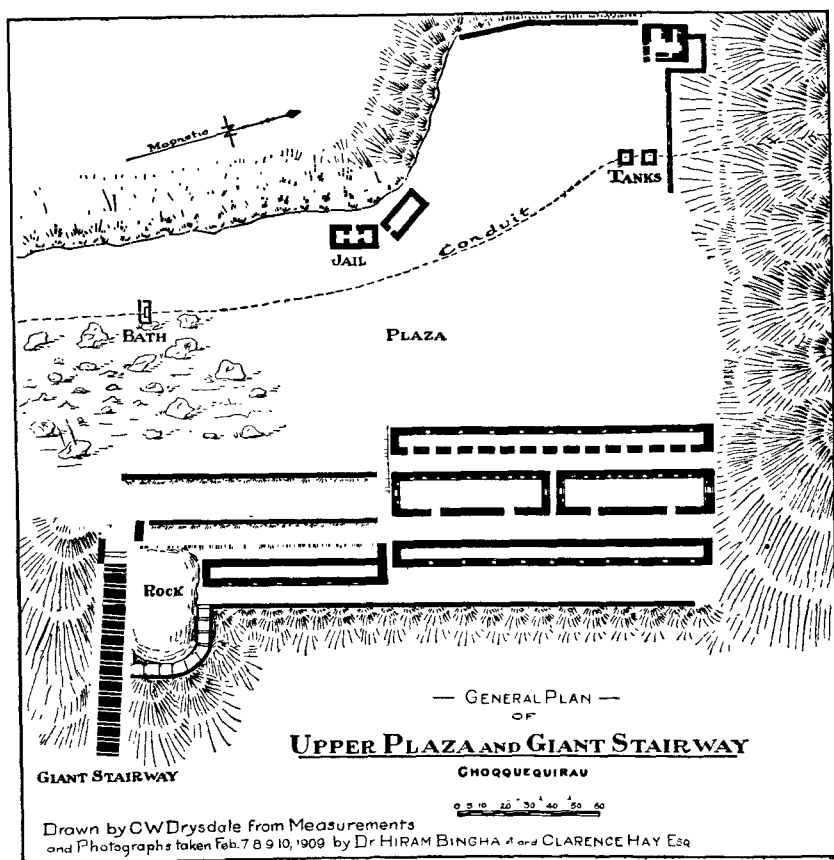 Magnetic
N
TANKS
Conduit
JAIL
BATH
PLAZA
ROCK
GIANT STAIRWAY
— GENERAL PLAN —
OF
UPPER PLAZA AND GIANT STAIRWAY
CHOQQUEQUIRAU
0 5 10 20 30 40 50 60
Drawn by CW Drysdale from Measurements
and Photographs taken Feb. 7 8 9 10, 1909 by Dr HIRAM BINGHA and CLARENCE HAY ESQ